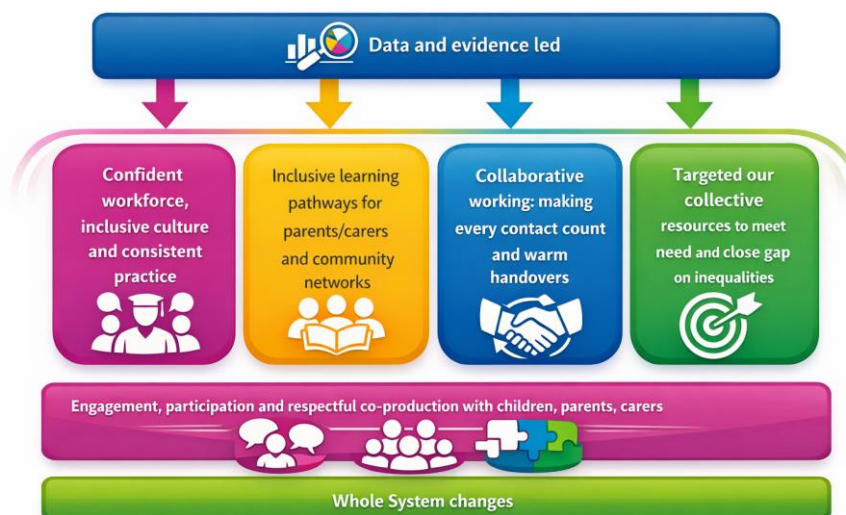 Data and evidence led
Confident
workforce,
inclusive culture
and consistent
practice
Inclusive learning
pathways for
parents/carers
and community
networks
Collaborative
working: making
every contact count
and warm
handovers
Targeted our
collective
resources to meet
need and close gap
on inequalities
Engagement, participation and respectful co-production with children, parents, carers
Whole System changes